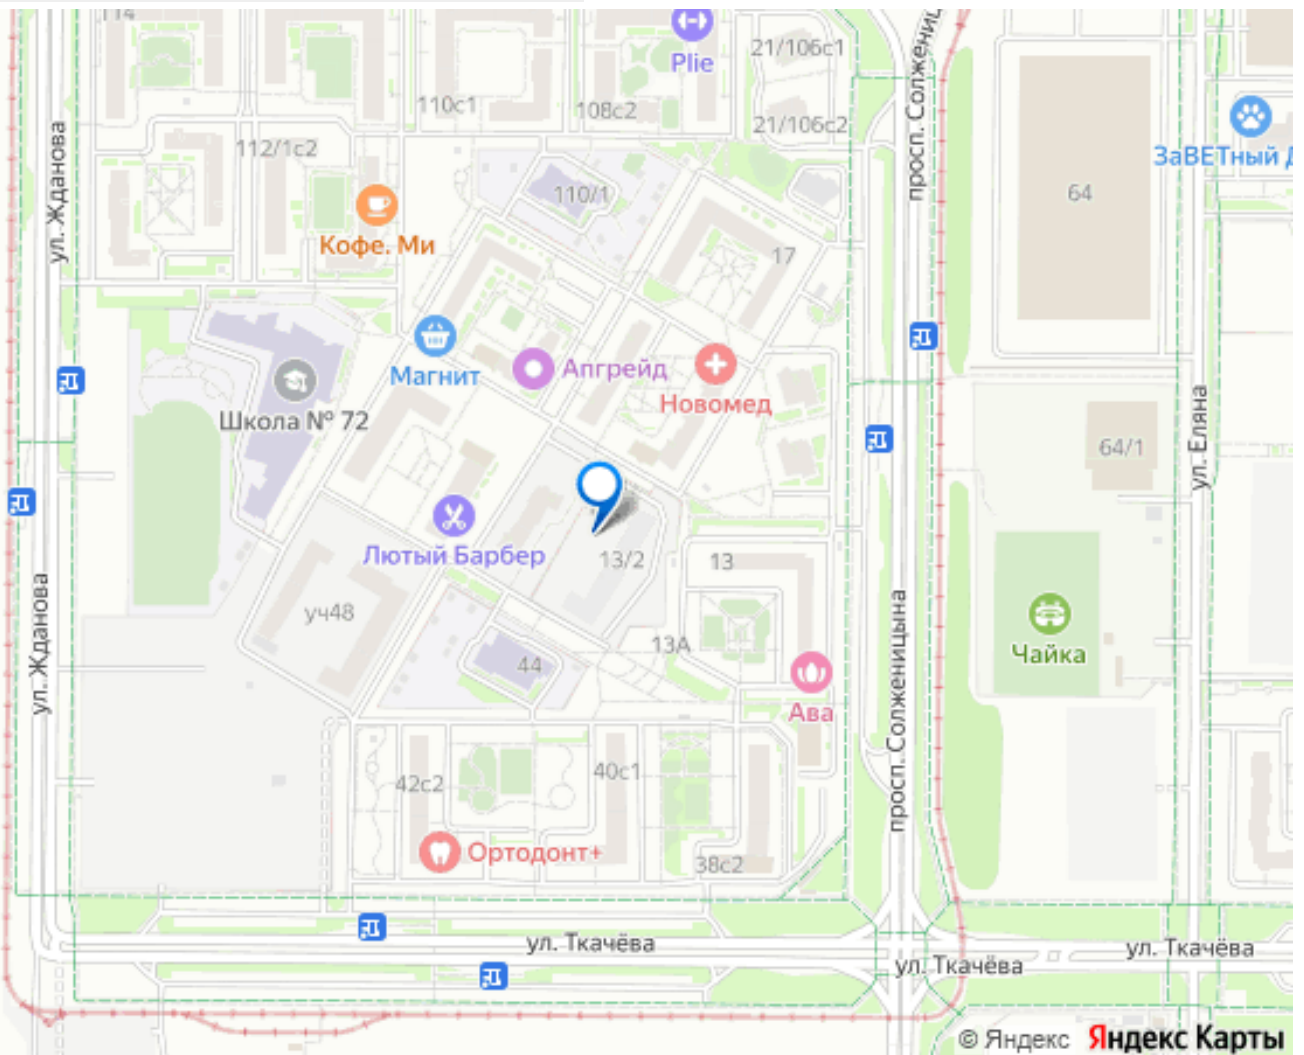 114
Plie
21/106с1
110с1
108с2
21/106с2
просп. Солжениц
ул. Жданова
112/1с2
ЗаВЕТный Д
110/1
64
Кофе. Ми
17
Магнит
Апгрейд
Новомед
Школа № 72
64/1
ул. Еляна
Лютый Барбер
13/2
13
уч48
ул. Жданова
просп. Солженицына
13А
44
Чайка
Ава
42с2
40с1
Ортодонт+
38с2
ул. Ткачёва
ул. Ткачёва
ул. Ткачёва
© Яндекс Яндекс Карты